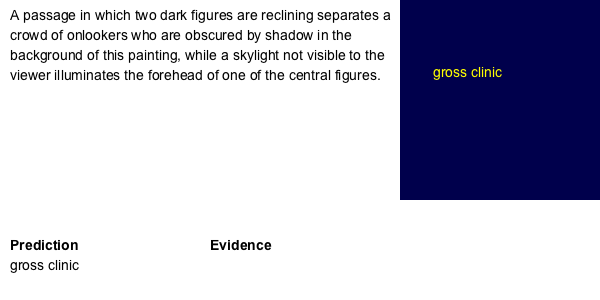 A passage in which two dark figures are reclining separates a
crowd of onlookers who are obscured by shadow in the
background of this painting, while a skylight not visible to the
viewer illuminates the forehead of one of the central figures.
gross clinic
Prediction Evidence
gross clinic